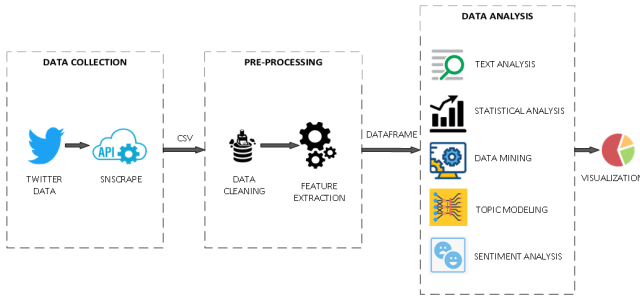 DATA COLLECTION
TWITTER
DATA
API
SNSCRAPE
CSV
PRE-PROCESSING
DATA
CLEANING
FEATURE
EXTRACTION
DATAFRAME
DATA ANALYSIS
TEXT ANALYSIS
STATISTICAL ANALYSIS
DATA MINING
TOPIC MODELING
SENTIMENT ANALYSIS
VISUALIZATION